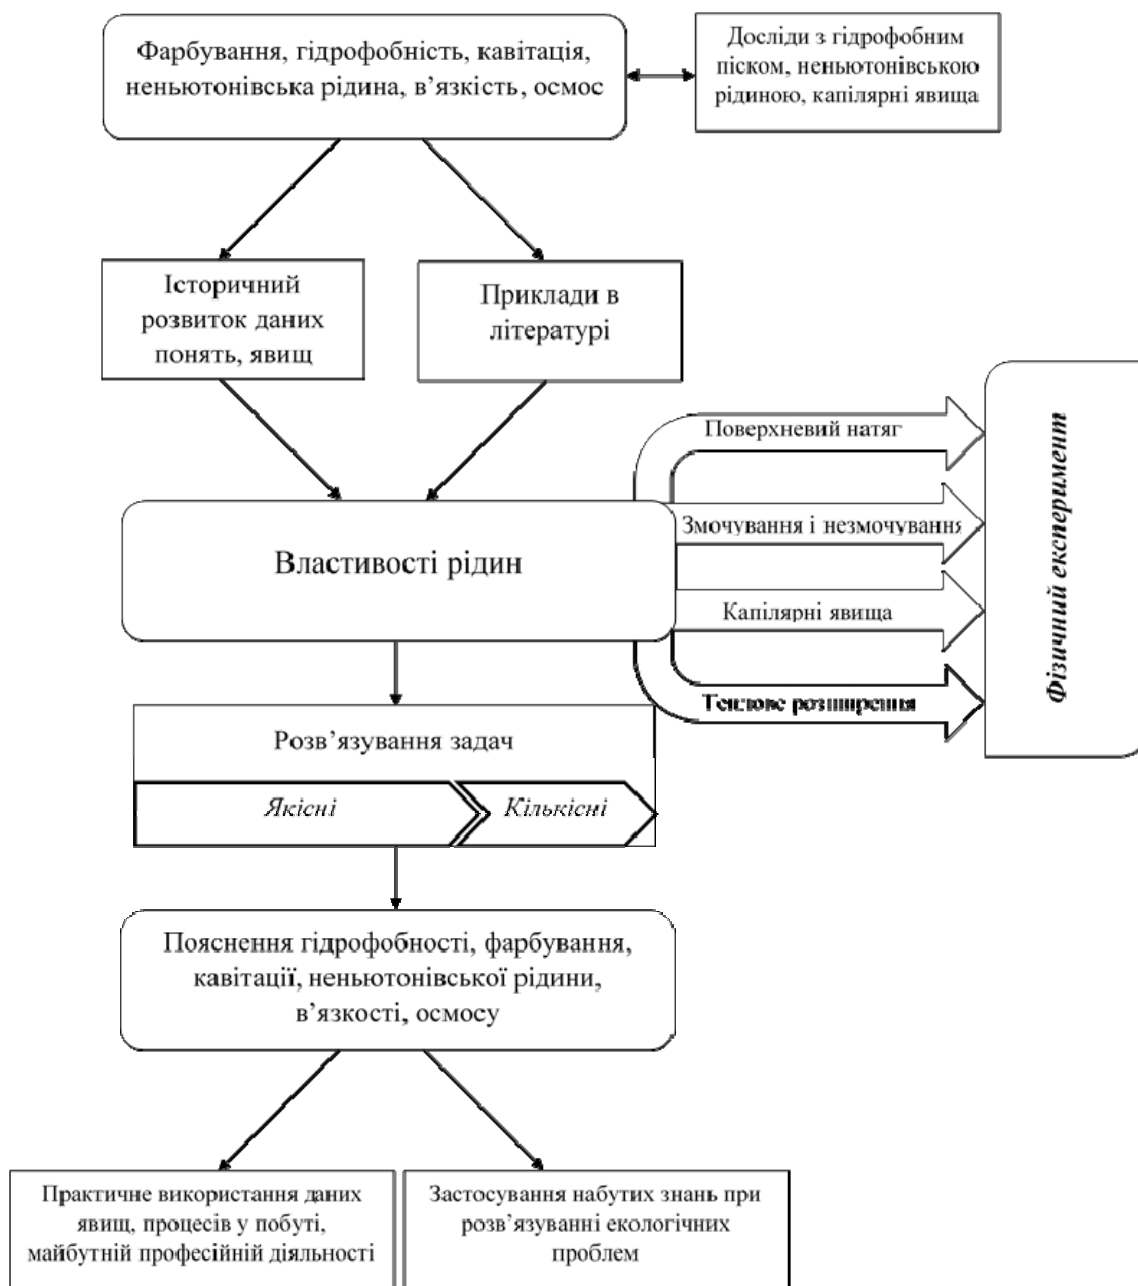 Фарбування, гідрофобність, кавітація,
неньютонівська рідина, в’язкість, осмос
Досліди з гідрофобним
піском, неньютонівською
рідиною, капілярні явища
Історичний
розвиток даних
понять, явищ
Приклади в
літературі
Поверхневий натяг
Змочування і незмочування
Капілярні явища
Теплове розширення
Фізичний експеримент
Властивості рідин
Розв’язування задач
Якісні
Кількісні
Пояснення гідрофобності, фарбування,
кавітації, неньютонівської рідини,
в’язкості, осмосу
Практичне використання даних
явищ, процесів у побуті,
майбутній професійній діяльності
Застосування набутих знань при
розв’язуванні екологічних
проблем